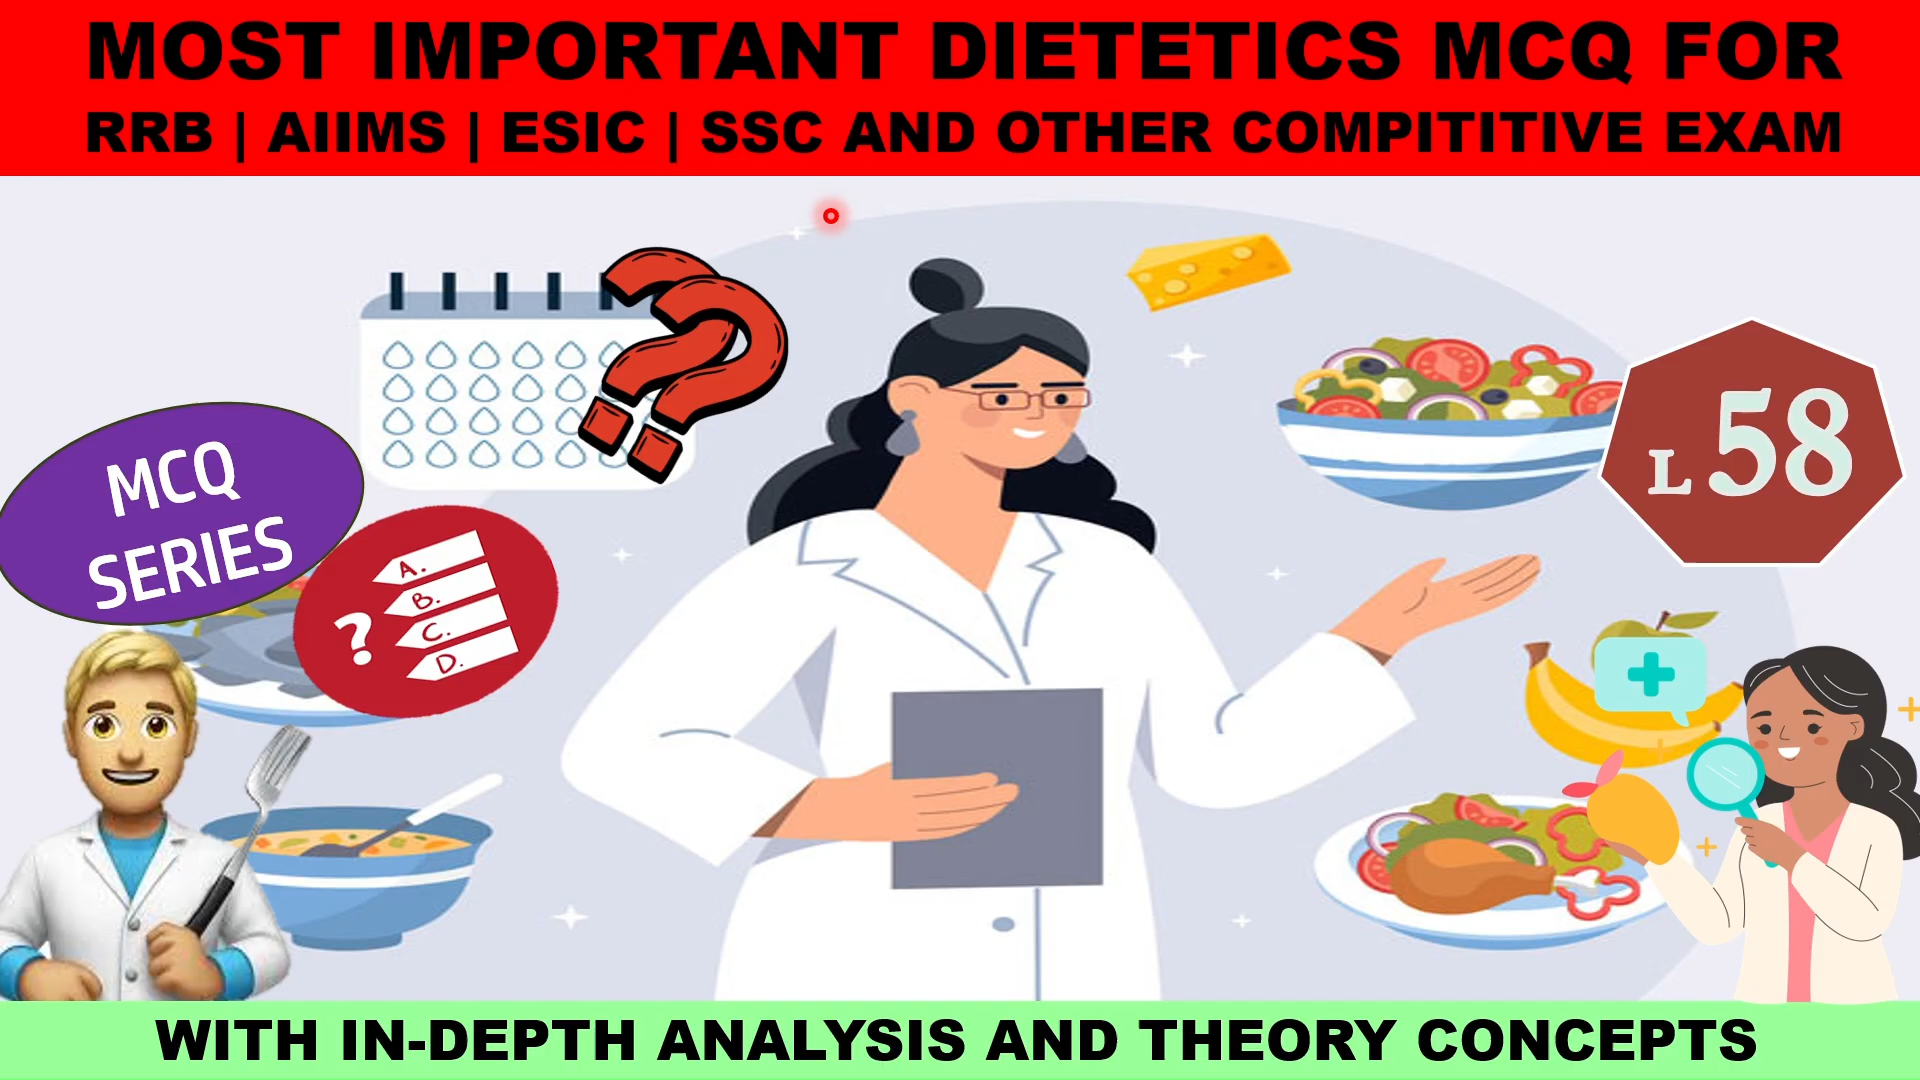 MOST IMPORTANT DIETETICS MCQ FOR
RRB | AIIMS | ESIC | SSC AND OTHER COMPITITIVE EXAM
L 58
MCQ
SERIES
A.
B.
? C.
D.
WITH IN-DEPTH ANALYSIS AND THEORY CONCEPTS